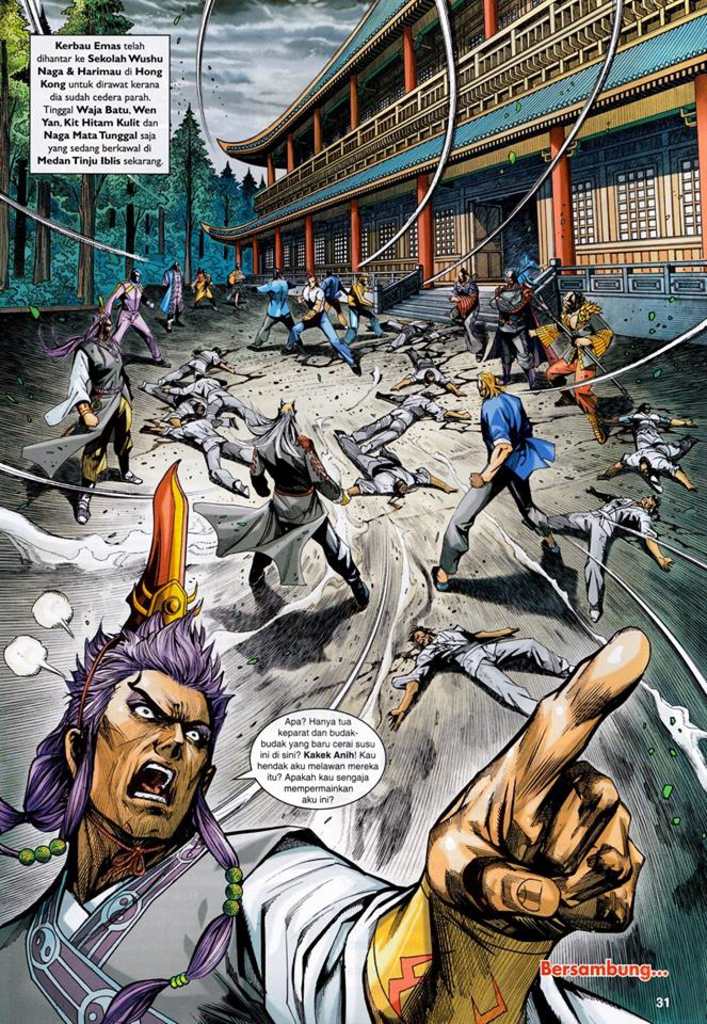 Kerbau Emas telah
dihantar ke Sekolah Wushu
Naga & Harimau di Hong
Kong untuk dirawat kerana
dia sudah cedera parah.
Tinggal Waja Batu, Wen
Yan, Kit Hitam Kulit dan
Naga Mata Tunggal saja
yang sedang berkawal di
Medan Tinju Iblis sekarang.
Apa? Hanya tua
keparat dan budak-
budak yang baru cerai susu
ini di sini? Kakek Anih! Kau
hendak aku melawan mereka
itu? Apakah kau sengaja
mempermainkan
aku ini?
Bersambung...
31